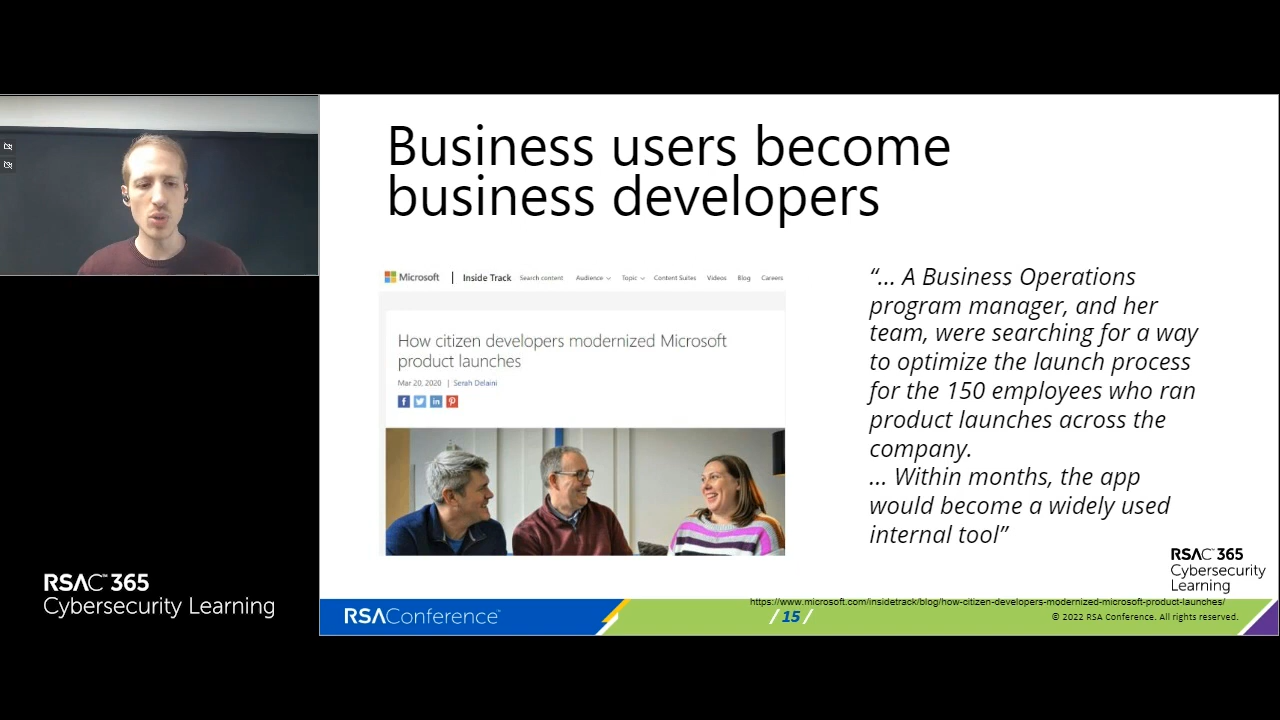 Business users become
business developers
Microsoft | Inside Track Search content Audience Topic Content Suites Videos Blog Careers
How citizen developers modernized Microsoft
product launches
Mar 20, 2020 | Serah Delaini
“... A Business Operations
program manager, and her
team, were searching for a way
to optimize the launch process
for the 150 employees who ran
product launches across the
company.
... Within months, the app
would become a widely used
internal tool”
RSAC™ 365
Cybersecurity
Learning
RSAC™ 365
Cybersecurity Learning
https://www.microsoft.com/insidetrack/blog/how-citizen-developers-modernized-microsoft-product-launches/
RSAConference™
/ 15 /
© 2022 RSA Conference. All rights reserved.